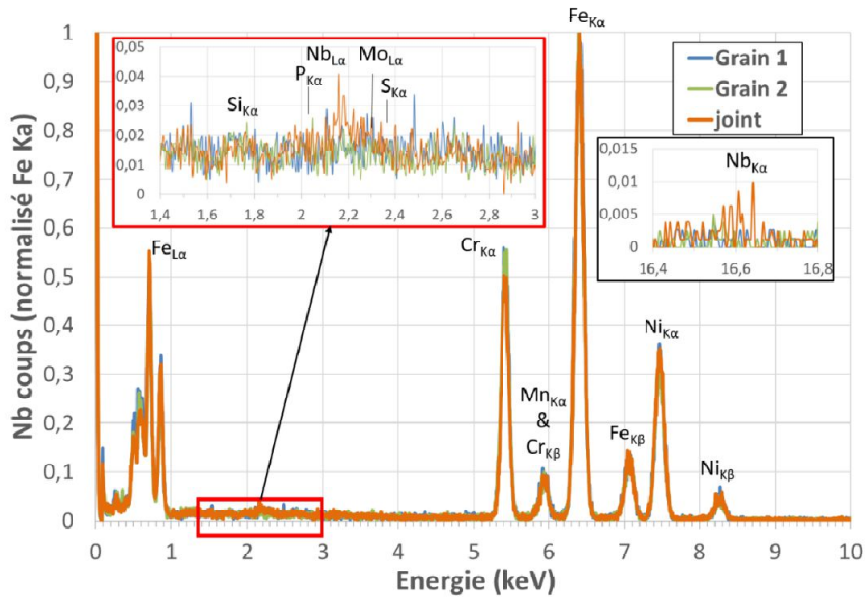 Fe Kα
1
0,9
0,8
0,7
0,6
0,5
0,4
0,3
0,2
0,1
0
Nb coups (normalisé Fe Ka)
0,05
0,04
0,03
0,02
0,01
0
Nb Lα
Mo Lα
P Kα
S Kα
Si Kα
1,4
1,6
1,8
2
2,2
2,4
2,6
2,8
3
Grain 1
Grain 2
joint
0,015
0,01
0,005
0
Nb Kα
16,4
16,6
16,8
Fe Lα
Cr Kα
Ni Kα
Mn Kα
&
Cr Kβ
Fe Kβ
Ni Kβ
0
1
2
3
4
5
6
7
8
9
10
Energie (keV)